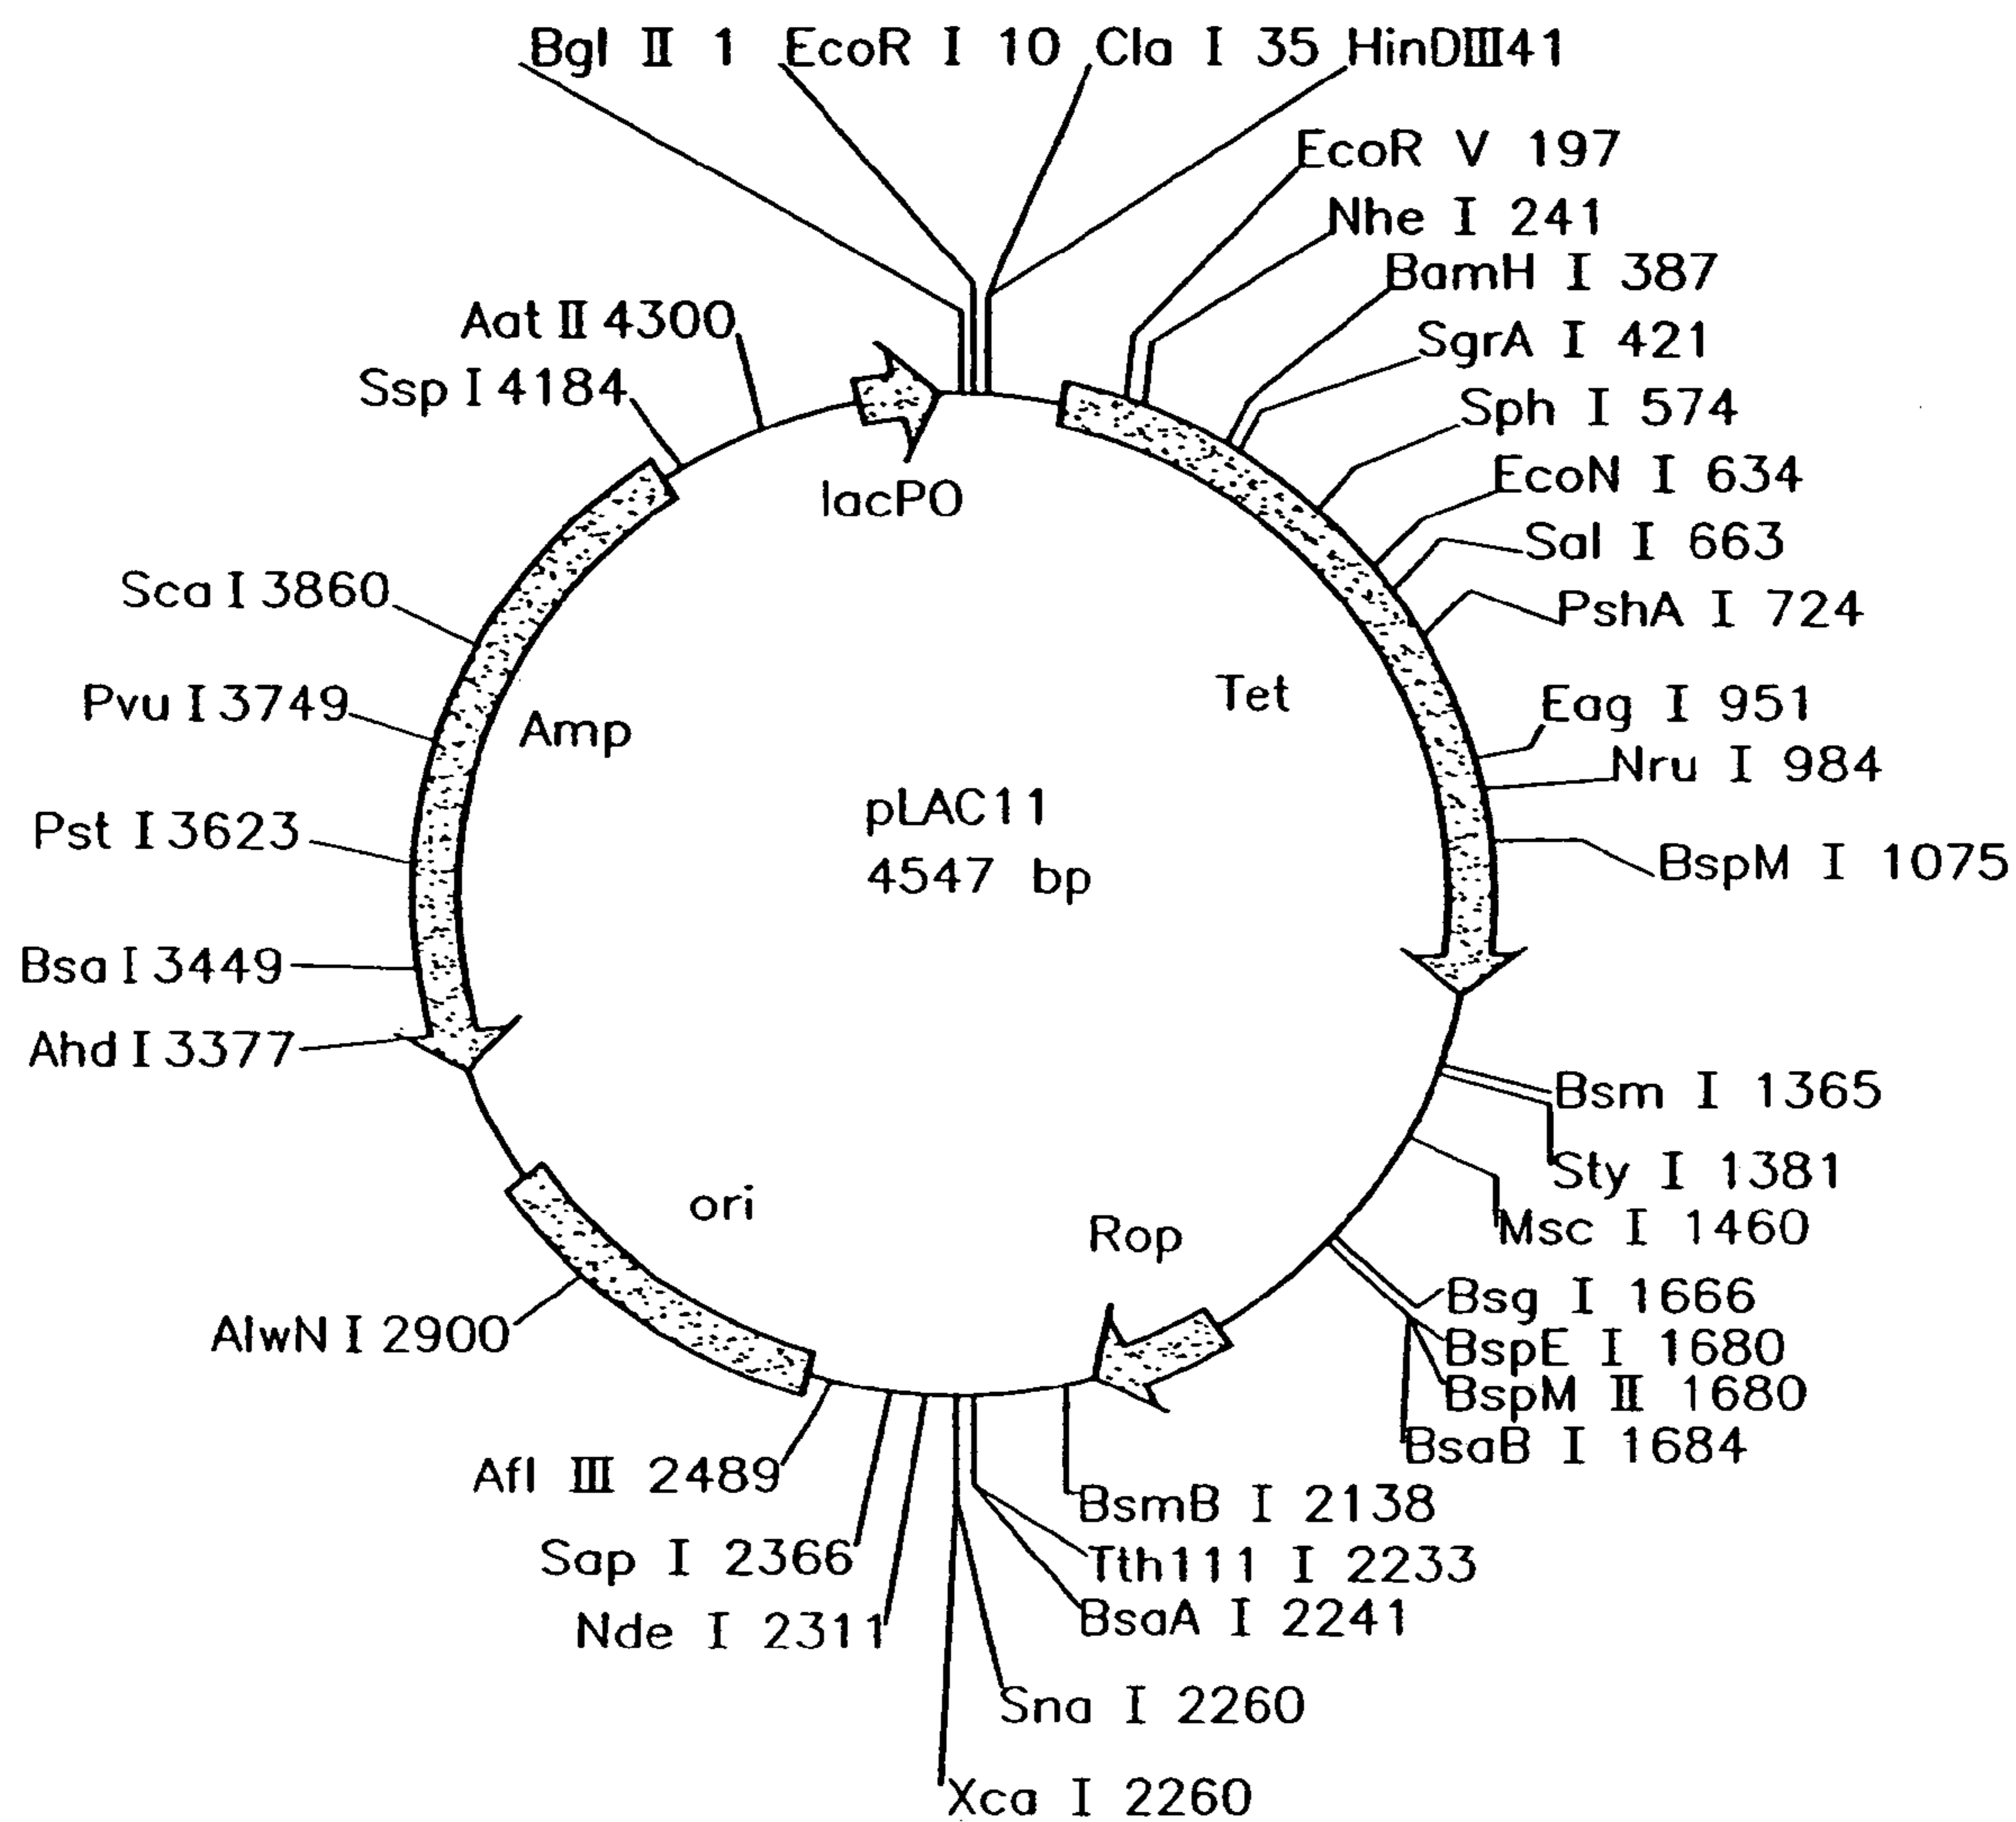 Bgl II 1 EcoR I 10 Cla I 35 HinDIII41
EcoR V 197
Nhe I 241
BamH I 387
SgrA I 421
Sph I 574
EcoN I 634
Sal I 663
PshA I 724
Eag I 951
Nru I 984
BspM I 1075
Bsm I 1365
Sty I 1381
Msc I 1460
Bsg I 1666
BspE I 1680
BspM II 1680
BsaB I 1684
BsmB I 2138
Tth111 I 2233
BsaA I 2241
Sna I 2260
Xca I 2260
Nde I 2311
Sap I 2366
Afl III 2489
AlwN I 2900
Ahd I 3377
Bsa I 3449
Pst I 3623
Pvu I 3749
Sca I 3860
Ssp I 4184
Aat II 4300
lacPO
Tet
Amp
pLAC11
4547 bp
ori
Rop